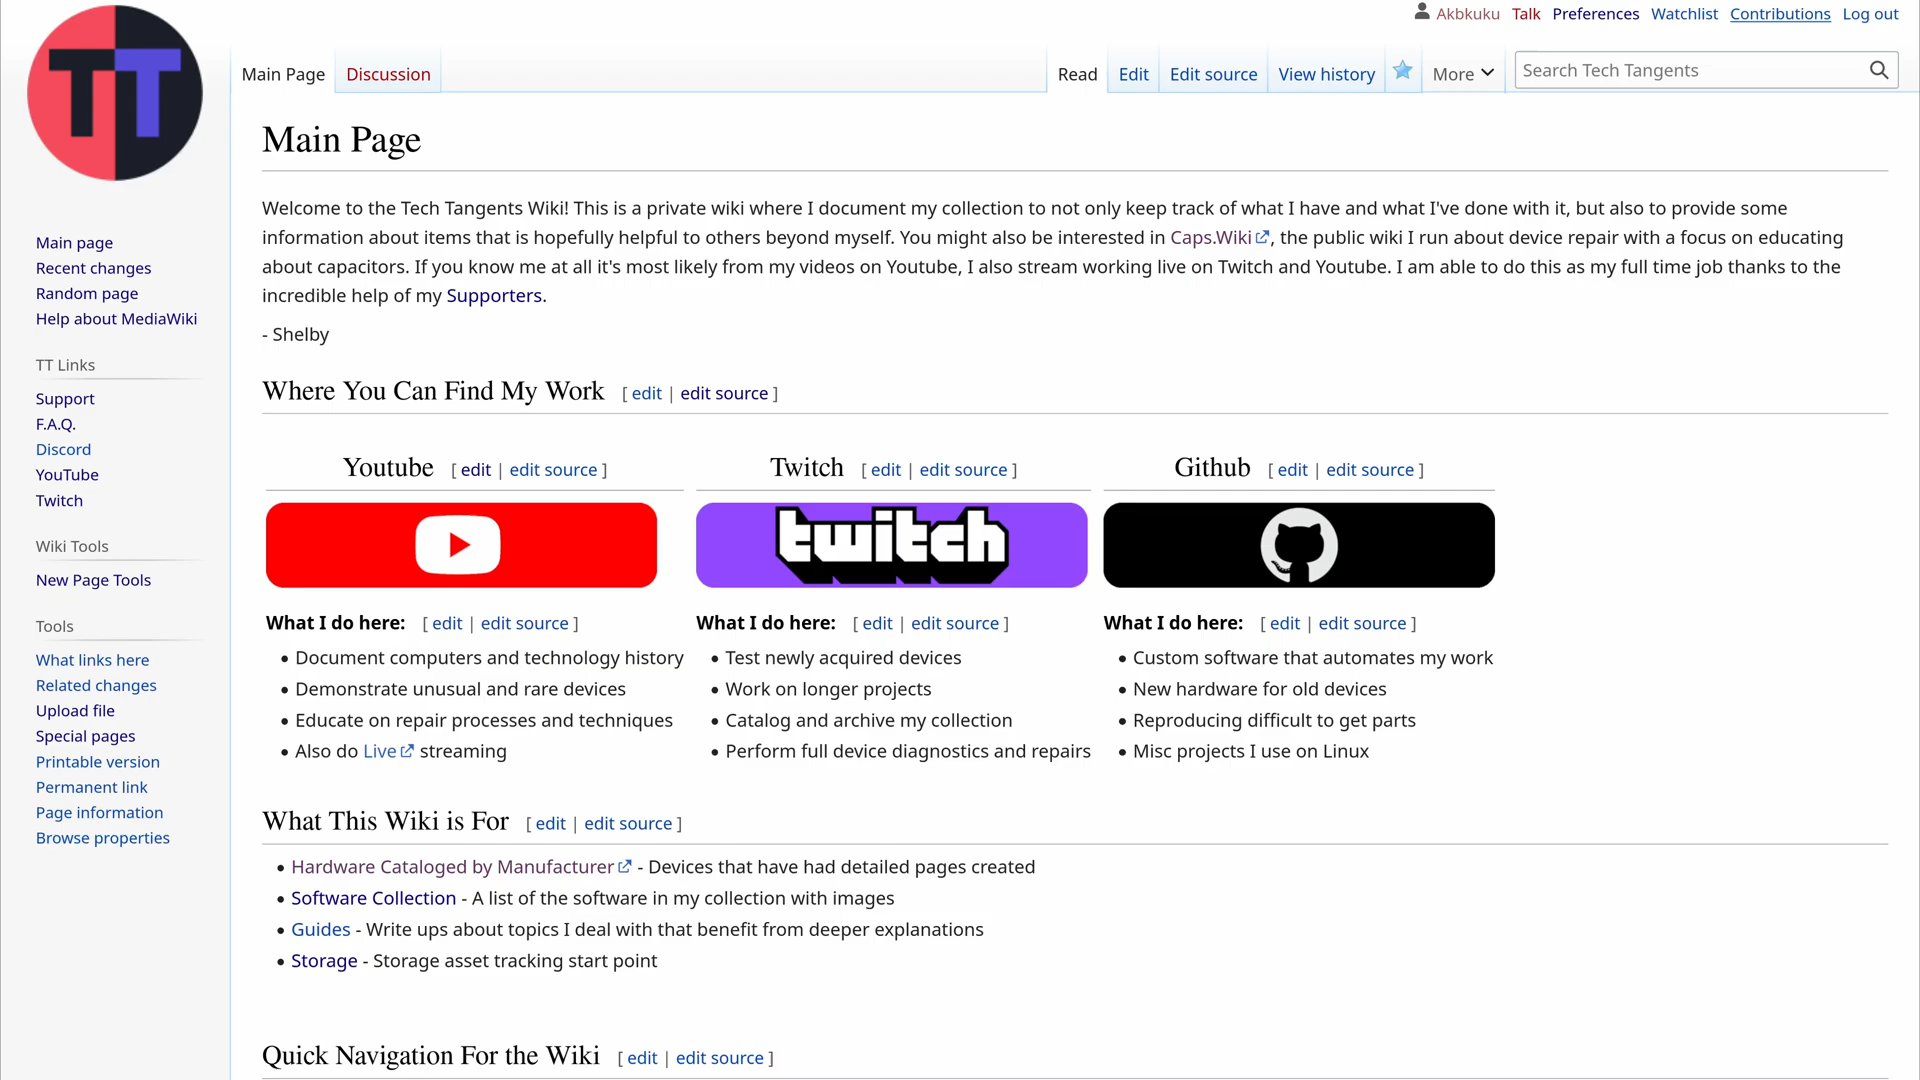 TT
Akbkuku Talk Preferences Watchlist Contributions Log out
Main Page Discussion Read Edit Edit source View history More Search Tech Tangents
Main page
Recent changes
Random page
Help about MediaWiki
TT Links
Support
F.A.Q.
Discord
YouTube
Twitch
Wiki Tools
New Page Tools
Tools
What links here
Related changes
Upload file
Special pages
Printable version
Permanent link
Page information
Browse properties
Main Page
Welcome to the Tech Tangents Wiki! This is a private wiki where I document my collection to not only keep track of what I have and what I've done with it, but also to provide some
information about items that is hopefully helpful to others beyond myself. You might also be interested in Caps.Wiki, the public wiki I run about device repair with a focus on educating
about capacitors. If you know me at all it's most likely from my videos on Youtube, I also stream working live on Twitch and Youtube. I am able to do this as my full time job thanks to the
incredible help of my Supporters.
- Shelby
Where You Can Find My Work [ edit | edit source ]
Youtube [ edit | edit source ]
What I do here: [ edit | edit source ]
• Document computers and technology history
• Demonstrate unusual and rare devices
• Educate on repair processes and techniques
• Also do Live streaming
Twitch [ edit | edit source ]
twitch
What I do here: [ edit | edit source ]
• Test newly acquired devices
• Work on longer projects
• Catalog and archive my collection
• Perform full device diagnostics and repairs
Github [ edit | edit source ]
What I do here: [ edit | edit source ]
• Custom software that automates my work
• New hardware for old devices
• Reproducing difficult to get parts
• Misc projects I use on Linux
What This Wiki is For [ edit | edit source ]
• Hardware Cataloged by Manufacturer - Devices that have had detailed pages created
• Software Collection - A list of the software in my collection with images
• Guides - Write ups about topics I deal with that benefit from deeper explanations
• Storage - Storage asset tracking start point
Quick Navigation For the Wiki [ edit | edit source ]